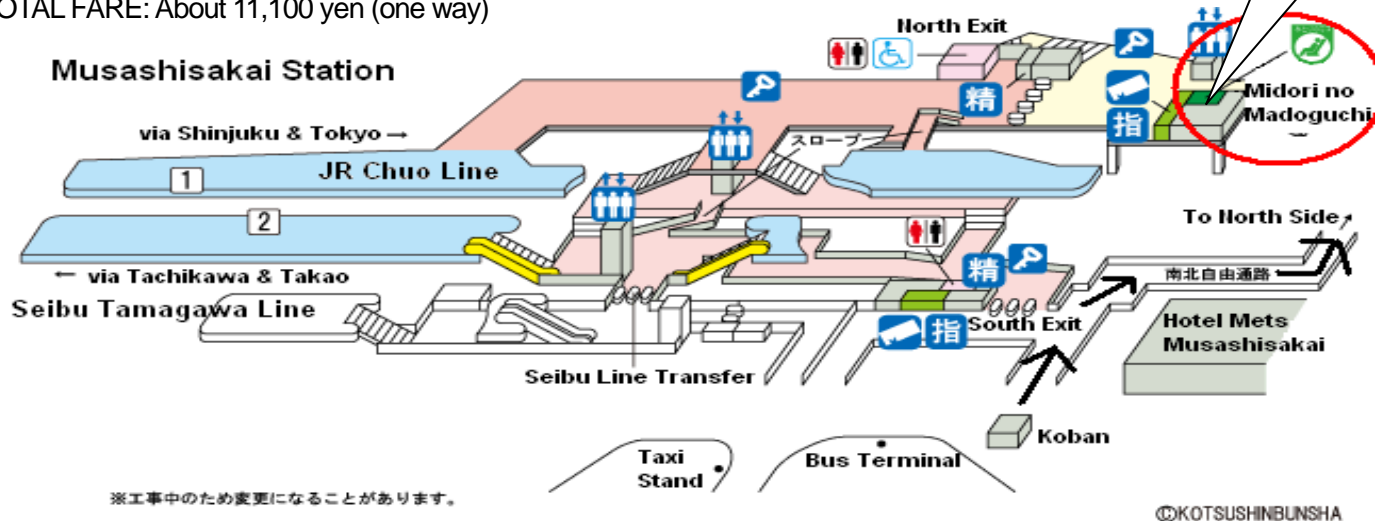 OTAL FARE: About 11,100 yen (one way)
North Exit
Musashisakai Station
精
Midori no
Madoguchi
指
via Shinjuku & Tokyo →
スロープ
JR Chuo Line
1
2
To North Side
← via Tachikawa & Takao
精
南北自由通路
Seibu Tamagawa Line
指
South Exit
Hotel Mets
Musashisakai
Seibu Line Transfer
Koban
Taxi
Stand
Bus Terminal
※工事中のため変更になることがあります。
©KOTSUSHINBUNSHA